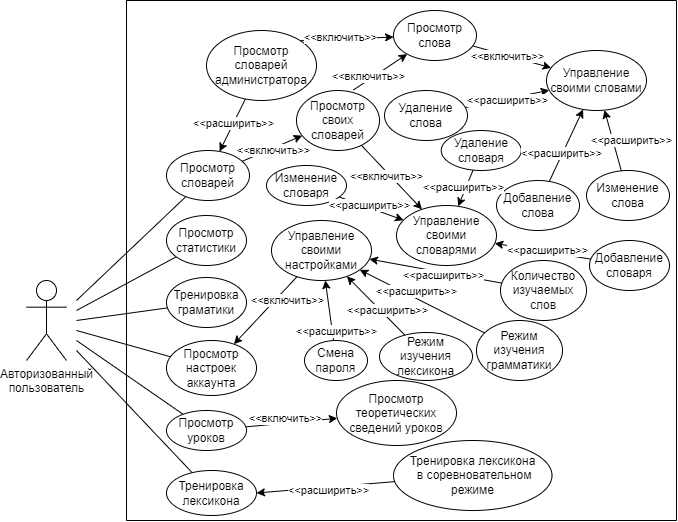 Просмотр
словарей
администратора
<<включить>>
Просмотр
слова
<<включить>>
Управление
своими словами
<<включить>>
Просмотр
своих
словарей
Удаление
слова
<<расширить>>
<<расширить>>
Удаление
словаря
<<расширить>>
<<расширить>>
Просмотр
словарей
<<включить>>
<<включить>>
Изменение
словаря
<<расширить>>
<<расширить>>
Добавление
слова
Изменение
слова
Просмотр
статистики
Управление
своими
настройками
Управление
своими
словарями
<<расширить>>
Добавление
словаря
<<расширить>>
Количество
изучаемых
слов
Тренировка
граматики
<<включить>>
<<расширить>>
<<расширить>>
<<расширить>>
Авторизованный
пользователь
Просмотр
настроек
аккаунта
Смена
пароля
Режим
изучения
лексикона
Режим
изучения
грамматики
Просмотр
уроков
<<включить>>
Просмотр
теоретических
сведений уроков
Тренировка
лексикона
<<расширить>>
Тренировка лексикона
в соревновательном
режиме